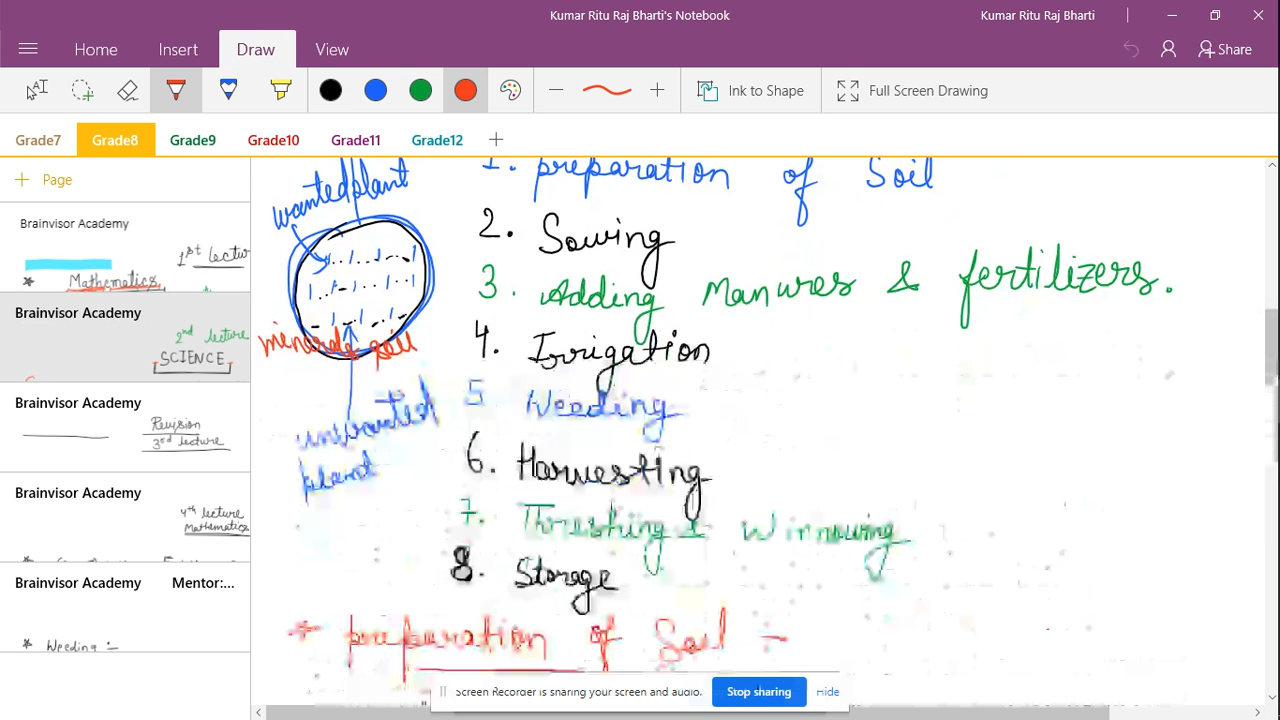 Kumar Ritu Raj Bharti's Notebook
Kumar Ritu Raj Bharti
Home Insert Draw View
Share
Ink to Shape
Full Screen Drawing
Grade7 Grade8 Grade9 Grade10 Grade11 Grade12
Page
Brainvisor Academy
1st lectu
* Mathematics
Brainvisor Academy
2nd lecture
SCIENCE
Brainvisor Academy
Revision
3rd lecture
Brainvisor Academy
4th lecture
Mathematics
Brainvisor Academy Mentor:...
* Weeding :-
wantedplant
unwanted
plant
1. preparation of Soil
2. Sowing
3. Adding Manures & fertilizers.
4. Irrigation
5 Weeding
6. Harvesting
7. Threshing & Winnowing
8. Storage
* preparation of Soil :-
Screen Recorder is sharing your screen and audio.
Stop sharing
Hide